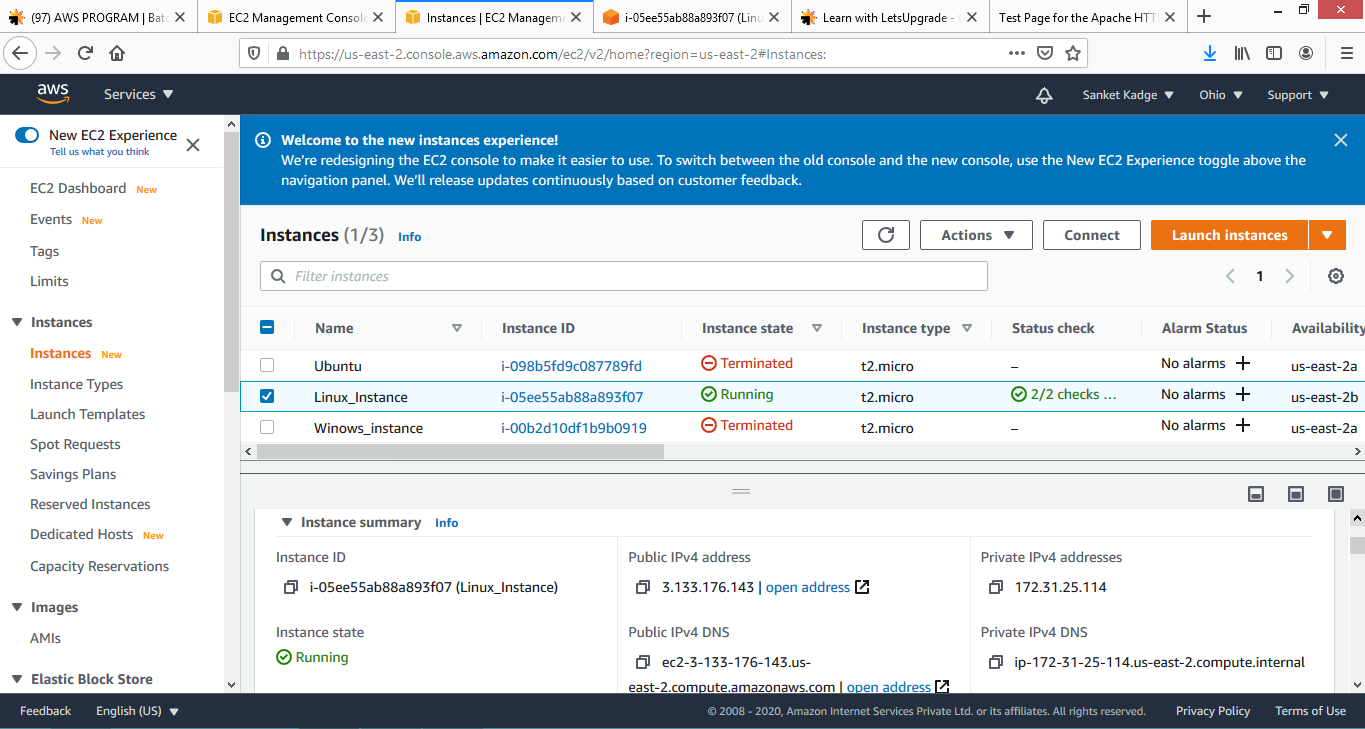 (97) AWS PROGRAM | Batc
EC2 Management Console
Instances | EC2 Manageme
i-05ee55ab88a893f07 (Linux
Learn with LetsUpgrade -
Test Page for the Apache HTT
https://us-east-2.console.aws.amazon.com/ec2/v2/home?region=us-east-2#Instances:
aws
Services
Sanket Kadge
Ohio
Support
New EC2 Experience
Tell us what you think
Welcome to the new instances experience!
We're redesigning the EC2 console to make it easier to use. To switch between the old console and the new console, use the New EC2 Experience toggle above the
navigation panel. We'll release updates continuously based on customer feedback.
EC2 Dashboard New
Events New
Tags
Limits
Instances
Instances New
Instance Types
Launch Templates
Spot Requests
Savings Plans
Reserved Instances
Dedicated Hosts New
Capacity Reservations
Images
AMIs
Elastic Block Store
Instances (1/3) Info
Actions
Connect
Launch instances
Filter instances
1
Name Instance ID Instance state Instance type Status check Alarm Status Availability
Ubuntu i-098b5fd9c087789fd Terminated t2.micro – No alarms + us-east-2a
Linux_Instance i-05ee55ab88a893f07 Running t2.micro 2/2 checks ... No alarms + us-east-2b
Winows_instance i-00b2d10df1b9b0919 Terminated t2.micro – No alarms + us-east-2a
Instance summary Info
Instance ID
i-05ee55ab88a893f07 (Linux_Instance)
Public IPv4 address
3.133.176.143 | open address
Private IPv4 addresses
172.31.25.114
Instance state
Running
Public IPv4 DNS
ec2-3-133-176-143.us-
east-2.compute.amazonaws.com | open address
Private IPv4 DNS
ip-172-31-25-114.us-east-2.compute.internal
Feedback
English (US)
© 2008 - 2020, Amazon Internet Services Private Ltd. or its affiliates. All rights reserved.
Privacy Policy
Terms of Use